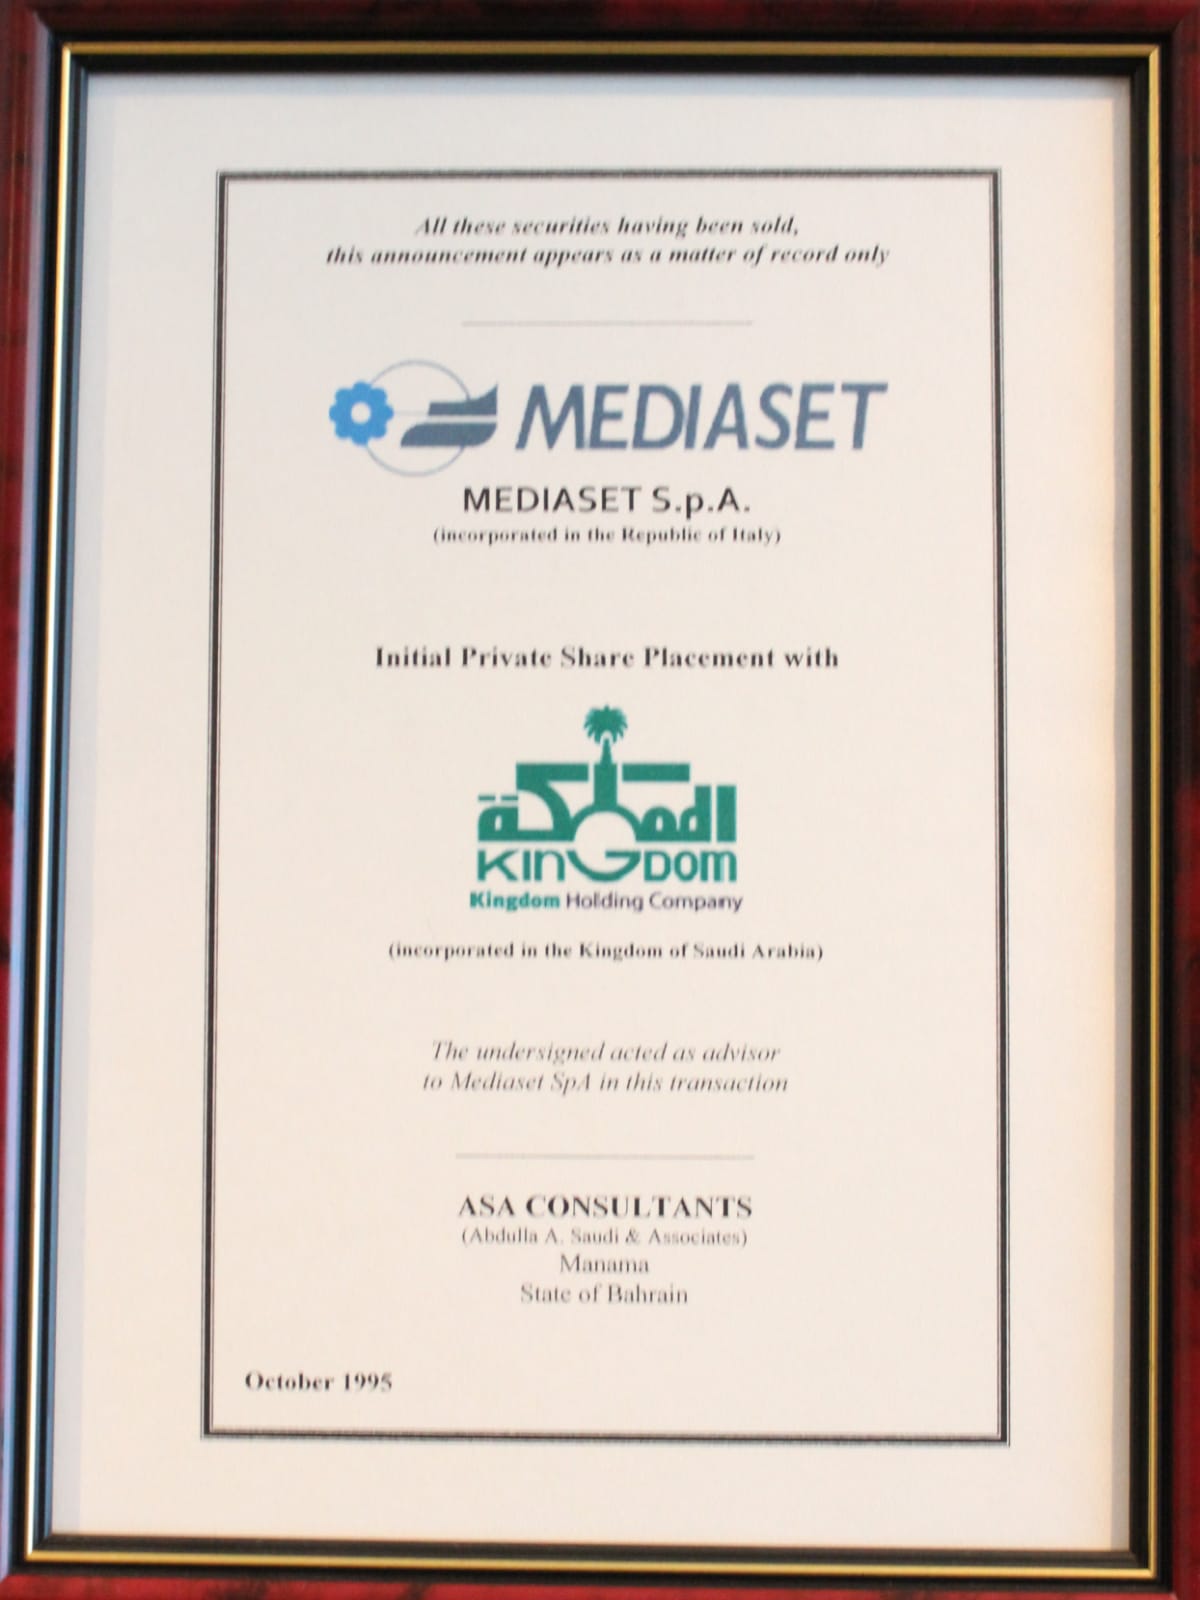 All these securities having been sold,
this announcement appears as a matter of record only
MEDIASET
MEDIASET S.p.A.
(incorporated in the Republic of Italy)
Initial Private Share Placement with
المملكة
KINGDOM
Kingdom Holding Company
(incorporated in the Kingdom of Saudi Arabia)
The undersigned acted as advisor
to Mediaset SpA in this transaction
ASA CONSULTANTS
(Abdulla A. Saudi & Associates)
Manama
State of Bahrain
October 1995